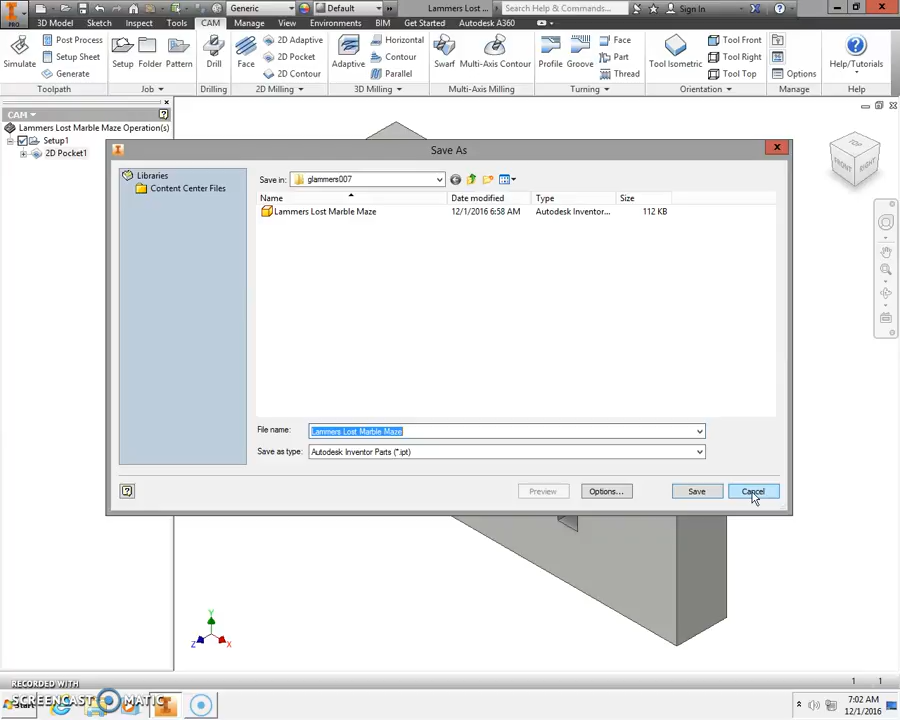 PRO
Generic
Default
Lammers Lost ...
Search Help & Commands...
Sign In
3D Model
Sketch
Inspect
Tools
CAM
Manage
View
Environments
BIM
Get Started
Autodesk A360
Simulate
Post Process
Setup Sheet
Generate
Toolpath
Setup
Folder
Pattern
Job
Drill
Drilling
Face
2D Adaptive
2D Pocket
2D Contour
2D Milling
Adaptive
Horizontal
Contour
Parallel
3D Milling
Swarf
Multi-Axis Contour
Multi-Axis Milling
Profile
Groove
Face
Part
Thread
Turning
Tool Isometric
Tool Front
Tool Right
Tool Top
Orientation
Options
Manage
Help/Tutorials
Help
CAM
Lammers Lost Marble Maze Operation(s)
Setup1
2D Pocket1
TOP
FRONT
RIGHT
Save As
Libraries
Content Center Files
Save in:
glammers007
Name
Date modified
Type
Size
Lammers Lost Marble Maze
12/1/2016 6:58 AM
Autodesk Inventor...
112 KB
File name:
Lammers Lost Marble Maze
Save as type:
Autodesk Inventor Parts (*.ipt)
Preview
Options...
Save
Cancel
Y
Z
X
RECORDED WITH
SCREENCAST MATIC
1
1
Start
7:02 AM
12/1/2016